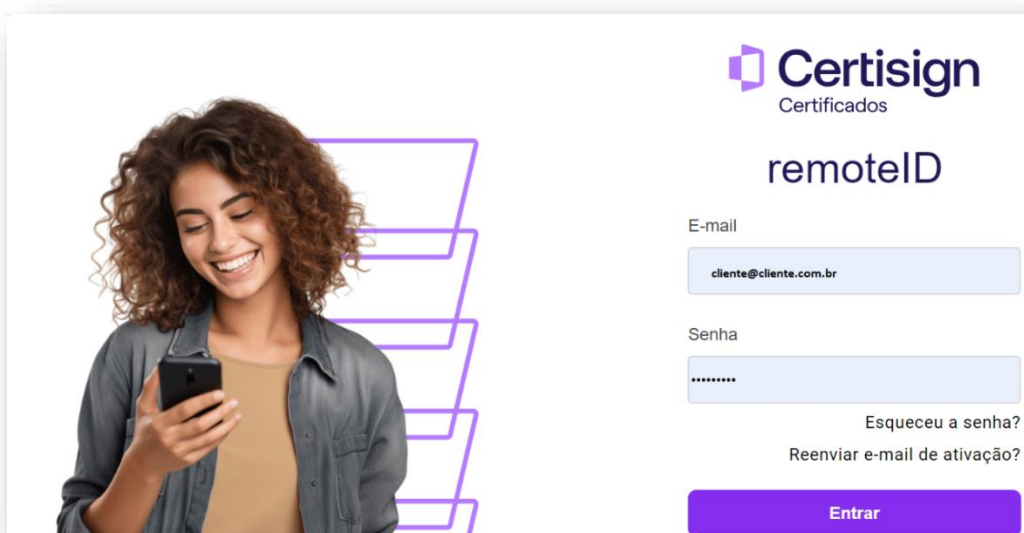 Certisign
Certificados
remoteID
E-mail
cliente@cliente.com.br
Senha
•••••••••
Esqueceu a senha?
Reenviar e-mail de ativação?
Entrar